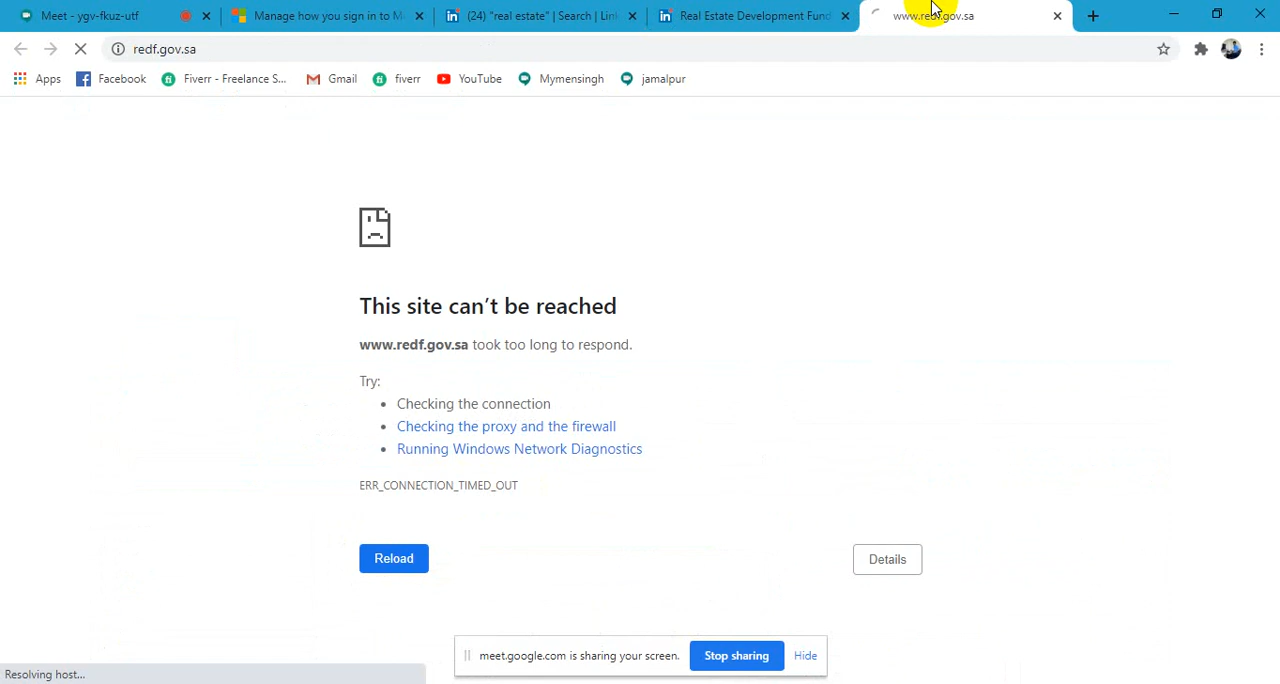 Meet - ygv-fkuz-utf
Manage how you sign in to M
(24) "real estate" | Search | Link
Real Estate Development Fund
www.redf.gov.sa
redf.gov.sa
Apps
Facebook
Fiverr - Freelance S...
Gmail
fiverr
YouTube
Mymensingh
jamalpur
This site can't be reached
www.redf.gov.sa took too long to respond.
Try:
Checking the connection
Checking the proxy and the firewall
Running Windows Network Diagnostics
ERR_CONNECTION_TIMED_OUT
Reload
Details
meet.google.com is sharing your screen.
Stop sharing
Hide
Resolving host...